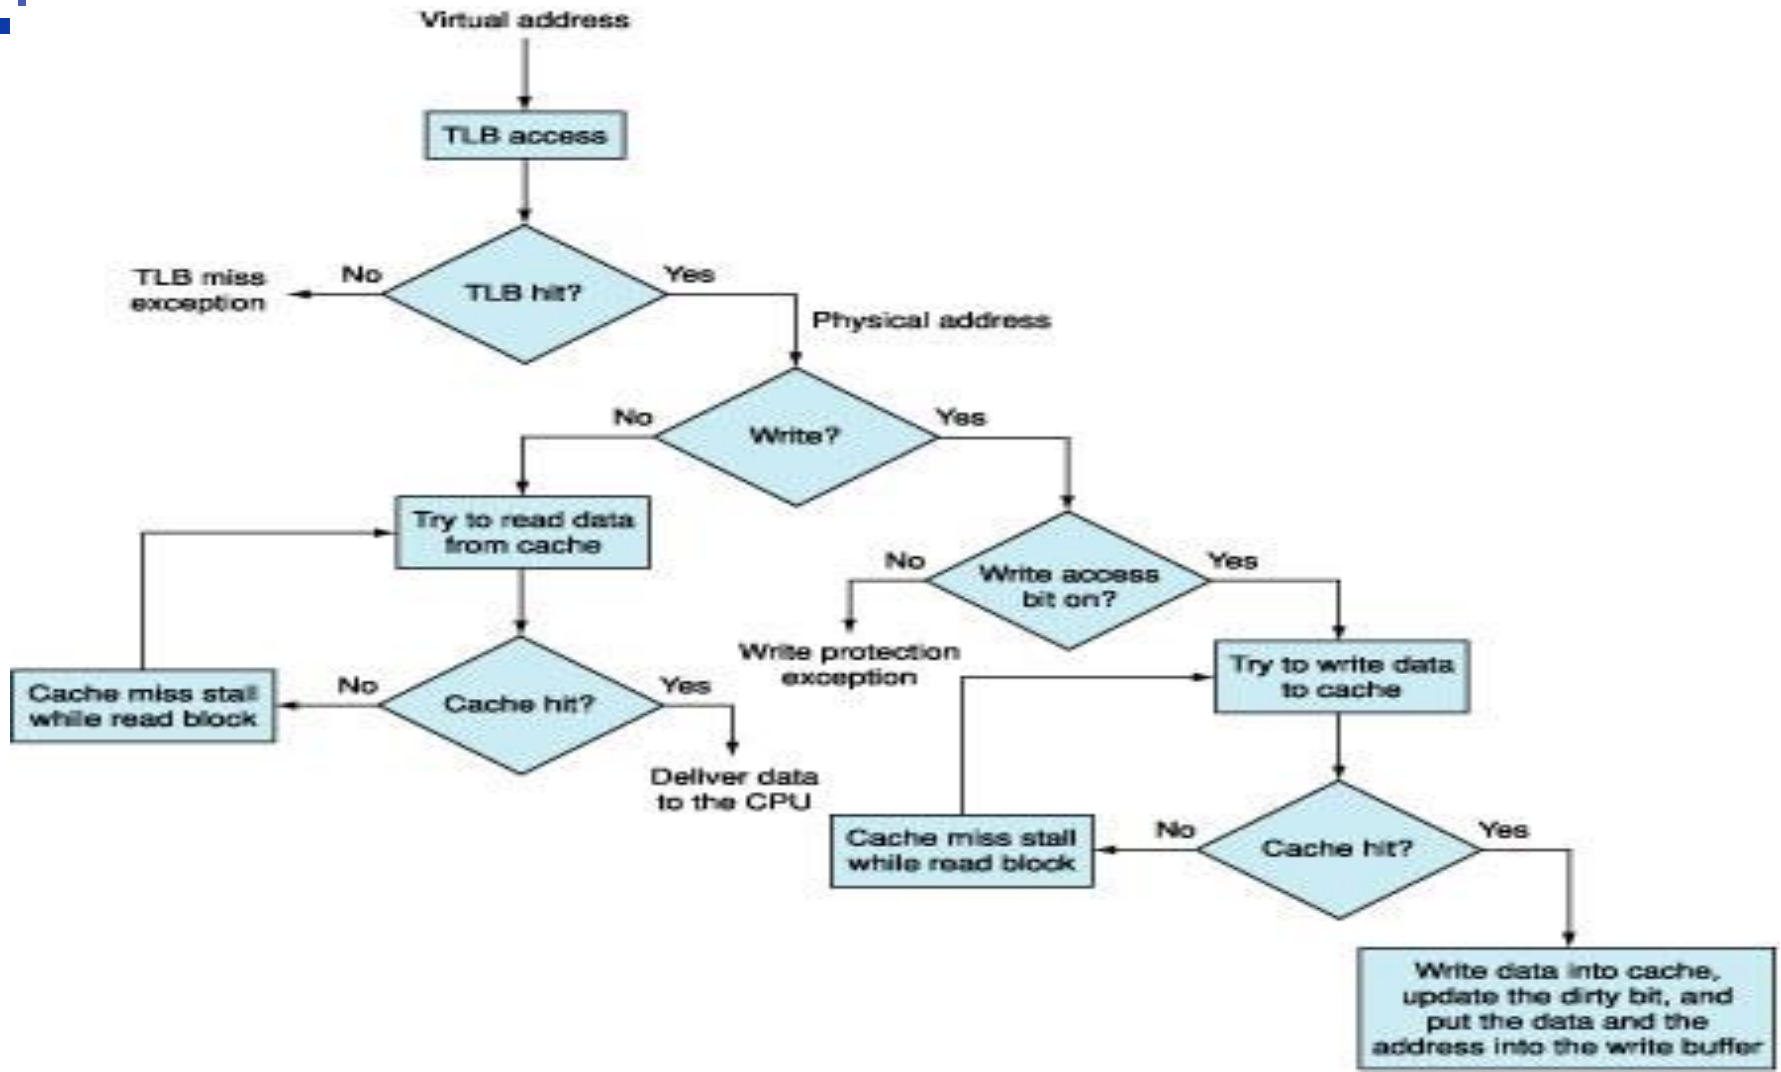 Virtual address
TLB access
TLB hit?
No
Yes
TLB miss
exception
Physical address
Write?
No
Yes
Try to read data
from cache
Write access
bit on?
No
Yes
Write protection
exception
Try to write data
to cache
Cache hit?
No
Yes
Cache miss stall
while read block
Deliver data
to the CPU
Cache miss stall
while read block
No
Cache hit?
Yes
Write data into cache,
update the dirty bit, and
put the data and the
address into the write buffer